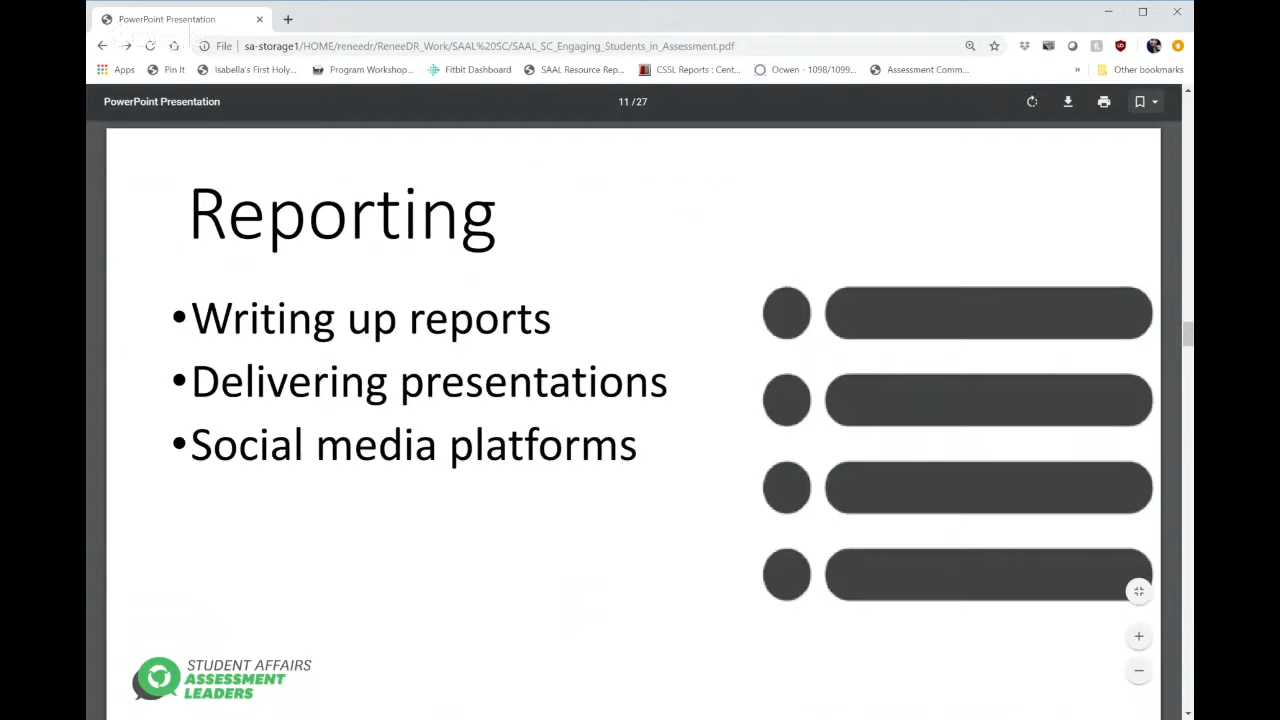 PowerPoint Presentation
File sa-storage1/HOME/reneedr/ReneeDR_Work/SAAL%20SC/SAAL_SC_Engaging_Students_in_Assessment.pdf
Apps Pin It Isabella's First Holy... Program Workshop... Fitbit Dashboard SAAL Resource Rep... CSSL Reports : Cent... Ocwen - 1098/1099... Assessment Comm... » Other bookmarks
PowerPoint Presentation 11 / 27
Reporting
•Writing up reports
•Delivering presentations
•Social media platforms
STUDENT AFFAIRS
ASSESSMENT
LEADERS